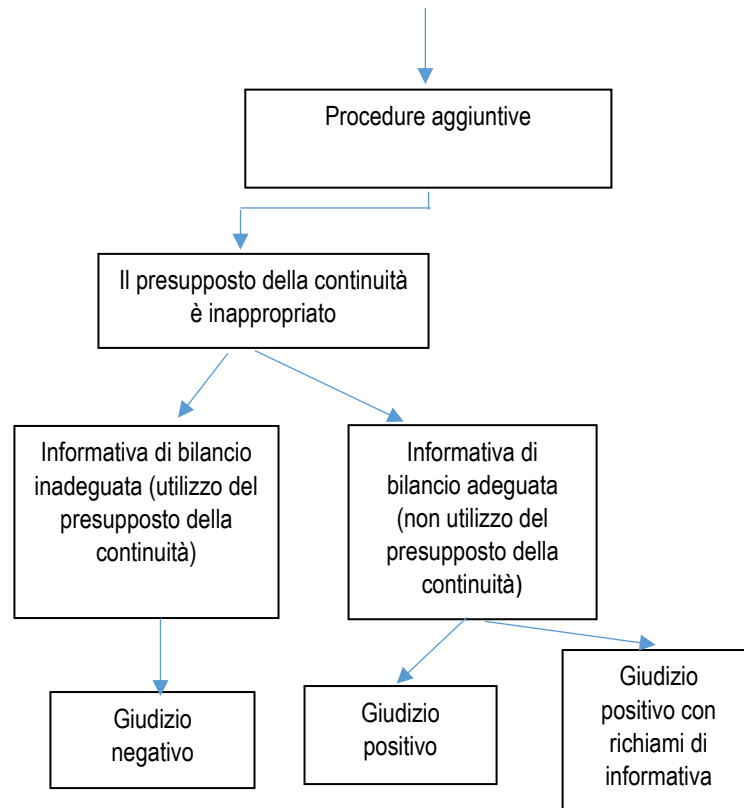 Procedure aggiuntive
Il presupposto della continuità
è inappropriato
Informativa di bilancio
inadeguata (utilizzo del
presupposto della
continuità)
Informativa di
bilancio adeguata
(non utilizzo del
presupposto della
continuità)
Giudizio
negativo
Giudizio
positivo
Giudizio
positivo con
richiami di
informativa